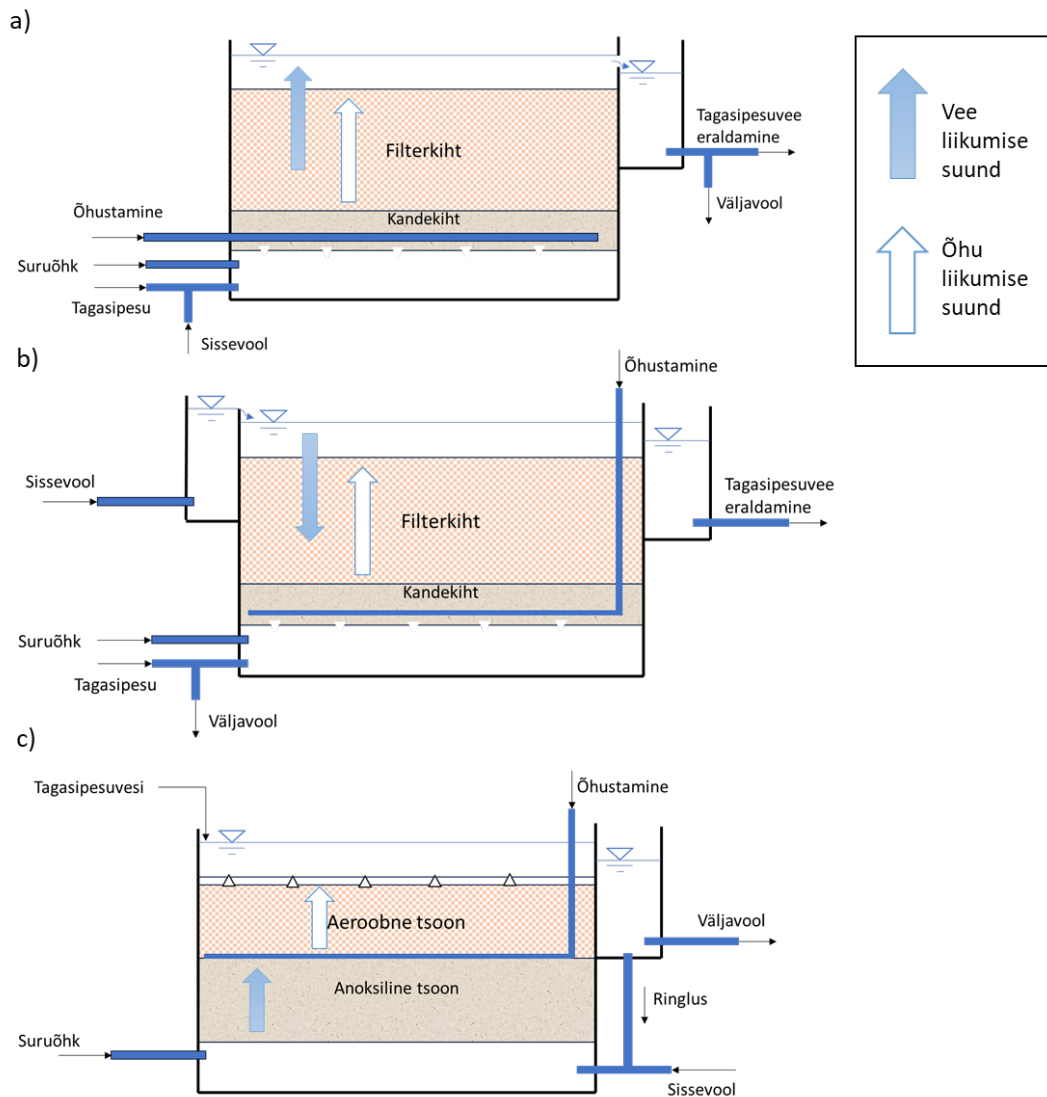 a)
Tagasipesuvee
eraldamine
Filterkiht
Väljavool
Õhustamine
Kandekiht
Suruõhk
Tagasipesu
Sissevool
Vee
liikumise
suund
Õhu
liikumise
suund
b)
Õhustamine
Sissevool
Tagasipesuvee
eraldamine
Filterkiht
Kandekiht
Suruõhk
Tagasipesu
Väljavool
c)
Tagasipesuvesi
Õhustamine
Aeroobne tsoon
Väljavool
Anoksiline tsoon
Ringlus
Suruõhk
Sissevool